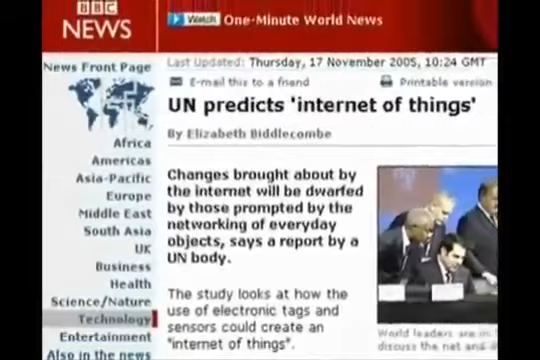 BBC
NEWS
Watch One-Minute World News
News Front Page
Africa
Americas
Asia-Pacific
Europe
Middle East
South Asia
UK
Business
Health
Science/Nature
Technology
Entertainment
Also in the news
Last Updated: Thursday, 17 November 2005, 10:24 GMT
E-mail this to a friend
Printable version
UN predicts 'internet of things'
By Elizabeth Biddlecombe
Changes brought about by
the internet will be dwarfed
by those prompted by the
networking of everyday
objects, says a report by a
UN body.
The study looks at how the
use of electronic tags and
sensors could create an
"internet of things".
World leaders are in
discuss the net and